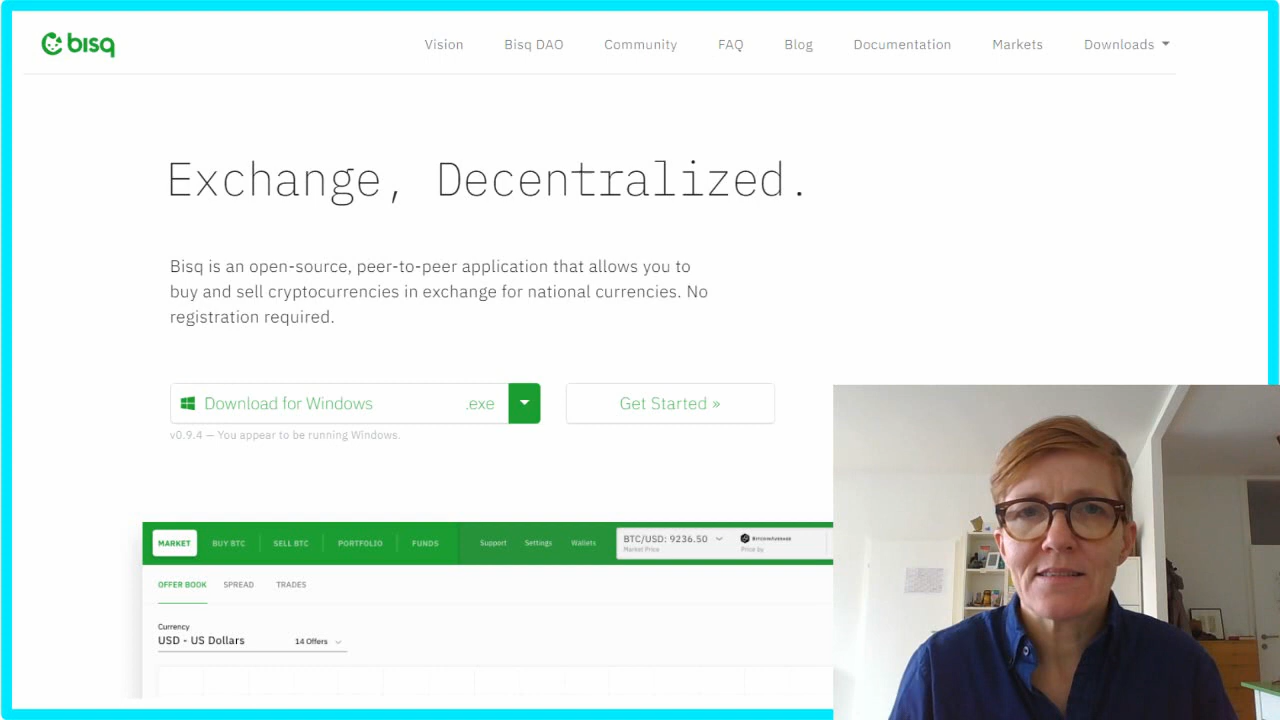 bisq
Vision Bisq DAO Community FAQ Blog Documentation Markets Downloads
Exchange, Decentralized.
Bisq is an open-source, peer-to-peer application that allows you to
buy and sell cryptocurrencies in exchange for national currencies. No
registration required.
Download for Windows .exe
Get Started »
v0.9.4 — You appear to be running Windows.
MARKET BUY BTC SELL BTC PORTFOLIO FUNDS Support Settings Wallets
BTC/USD: 9236.50
Market Price
BITCOINAVERAGE
Price by
OFFER BOOK SPREAD TRADES
Currency
USD - US Dollars 14 Offers